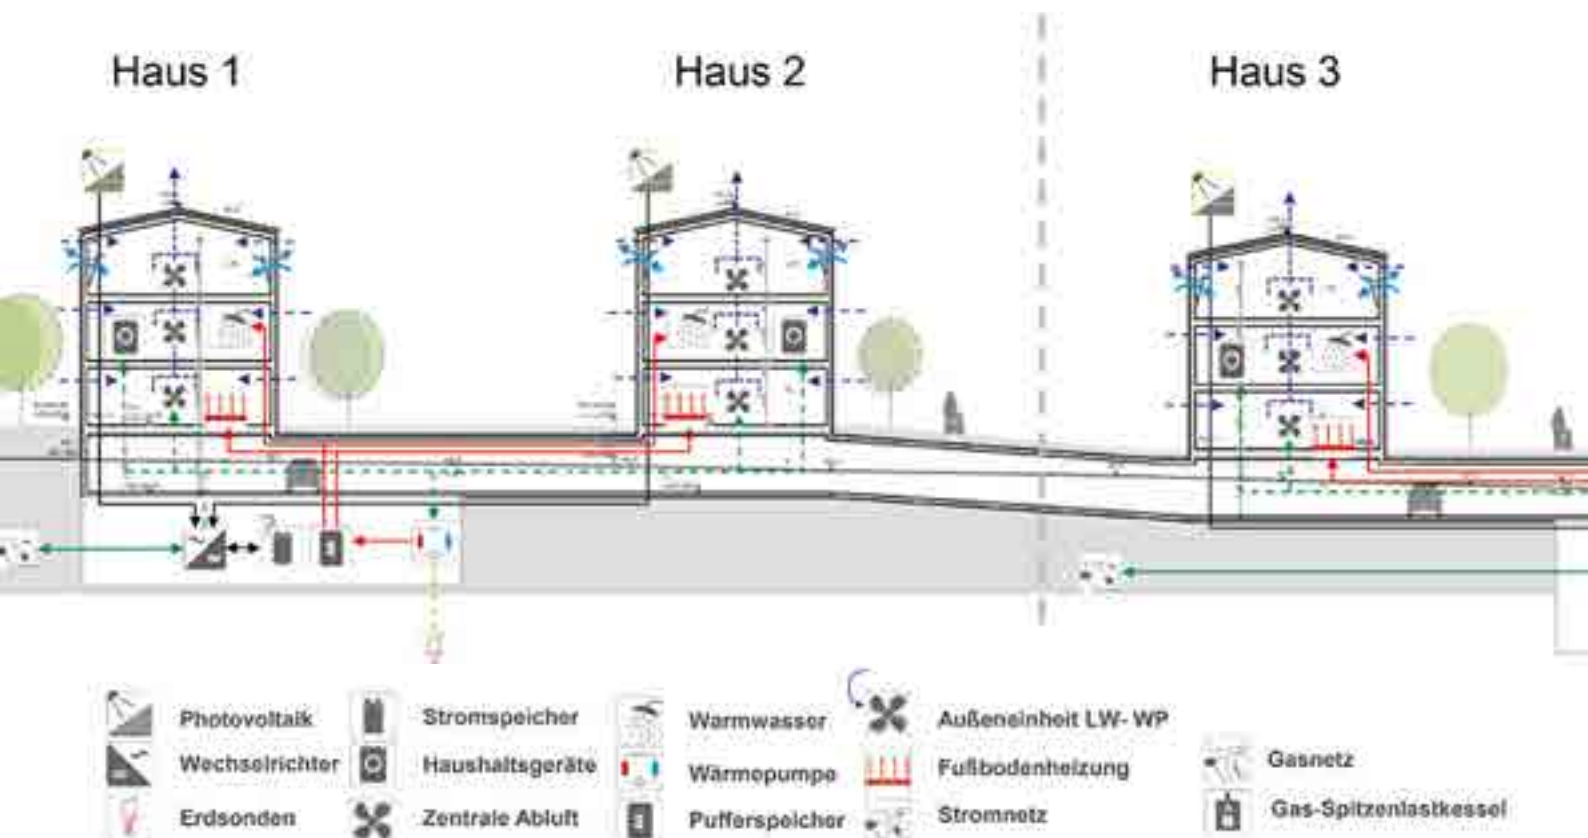 Haus 1
Haus 2
Haus 3
Photovoltaik
Stromspeicher
Warmwasser
Außeneinheit LW- WP
Wechselrichter
Haushaltsgeräte
Wärmepumpe
Fußbodenheizung
Gasnetz
Erdsonden
Zentrale Abluft
Pufferspeicher
Stromnetz
Gas-Spitzenlastkessel